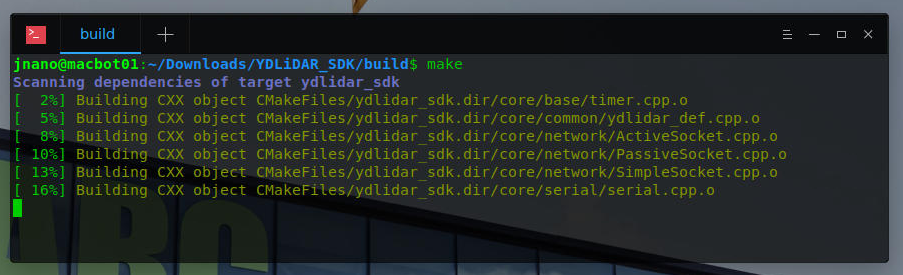 build
jnano@macbot01:~/Downloads/YDLiDAR_SDK/build$ make
Scanning dependencies of target ydlidar_sdk
[  2%] Building CXX object CMakeFiles/ydlidar_sdk.dir/core/base/timer.cpp.o
[  5%] Building CXX object CMakeFiles/ydlidar_sdk.dir/core/common/ydlidar_def.cpp.o
[  8%] Building CXX object CMakeFiles/ydlidar_sdk.dir/core/network/ActiveSocket.cpp.o
[ 10%] Building CXX object CMakeFiles/ydlidar_sdk.dir/core/network/PassiveSocket.cpp.o
[ 13%] Building CXX object CMakeFiles/ydlidar_sdk.dir/core/network/SimpleSocket.cpp.o
[ 16%] Building CXX object CMakeFiles/ydlidar_sdk.dir/core/serial/serial.cpp.o